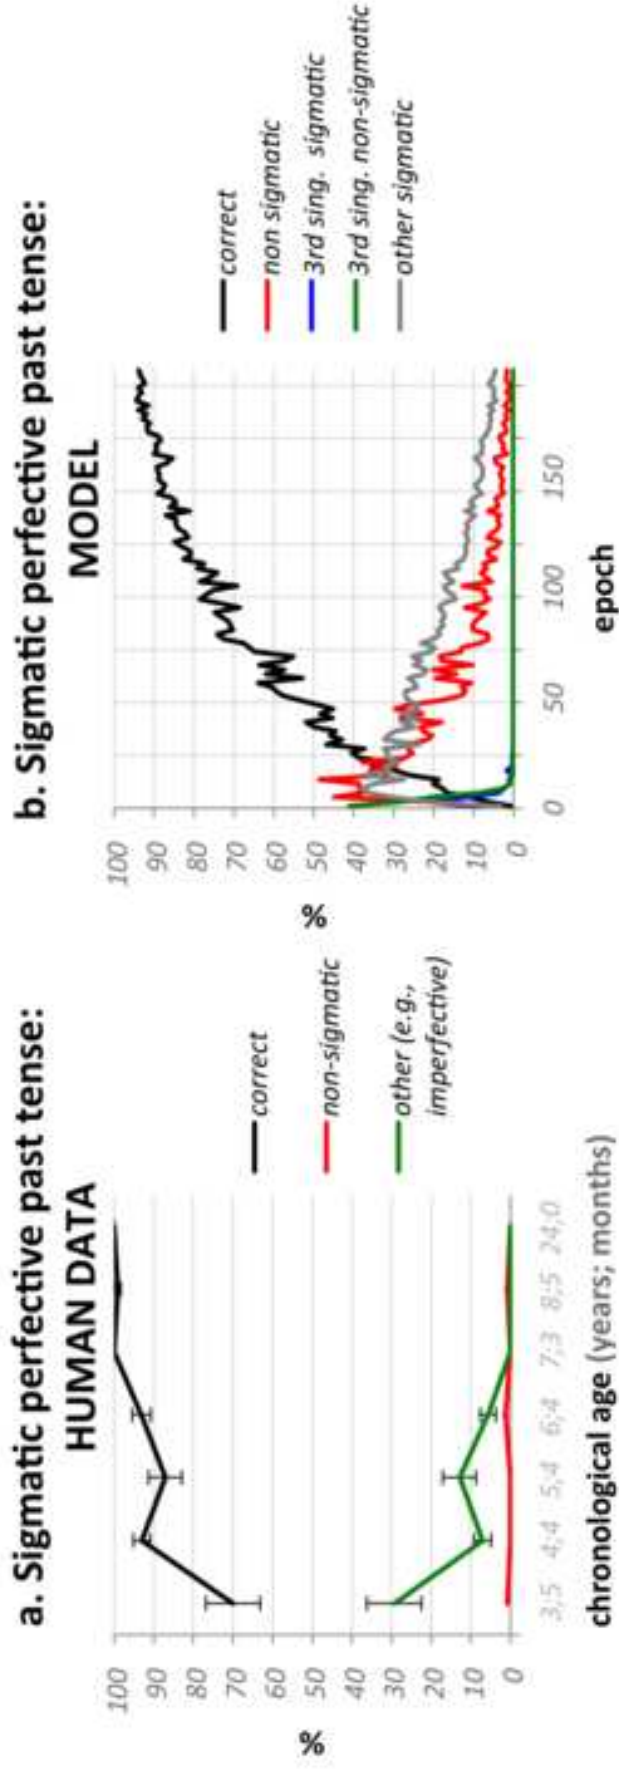 a. Sigmatic perfective past tense:
HUMAN DATA
100
90
80
70
60
50
40
30
20
10
0
%
3;5 4;4 5;4 6;4 7;3 8;5 24;0
chronological age (years; months)
correct
non-sigmatic
other (e.g.,
imperfective)
b. Sigmatic perfective past tense:
MODEL
100
90
80
70
60
50
40
30
20
10
0
%
0 50 100 150
epoch
correct
non sigmatic
3rd sing. sigmatic
3rd sing. non-sigmatic
other sigmatic